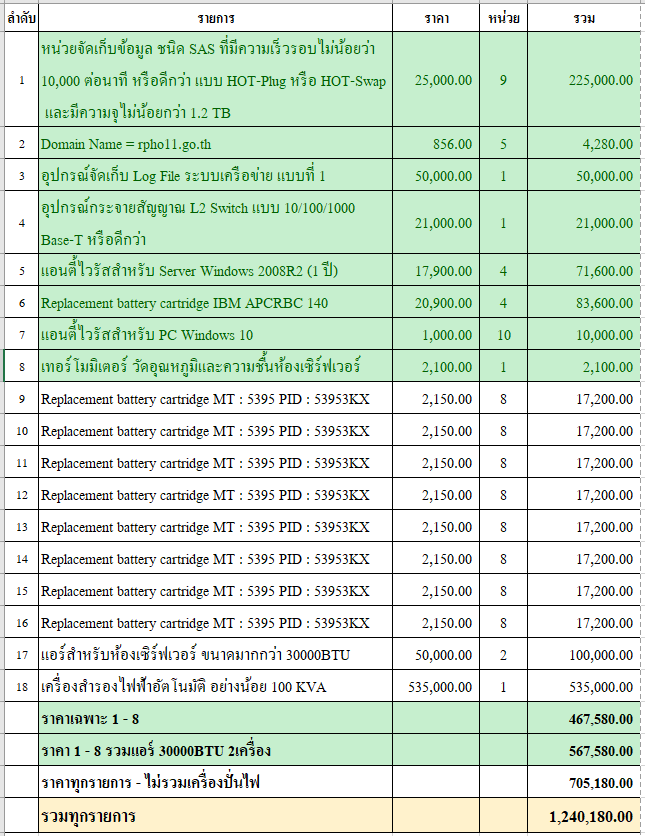 ลำดับ รายการ ราคา หน่วย รวม
หน่วยจัดเก็บข้อมูล ชนิด SAS ที่มีความเร็วรอบไม่น้อยกว่า
1 10,000 ต่อนาที หรือดีกว่า แบบ HOT-Plug หรือ HOT-Swap 25,000.00 9 225,000.00
และมีความจุไม่น้อยกว่า 1.2 TB
2 Domain Name = rpho11.go.th 856.00 5 4,280.00
3 อุปกรณ์จัดเก็บ Log File ระบบเครือข่าย แบบที่ 1 50,000.00 1 50,000.00
4 อุปกรณ์กระจายสัญญาณ L2 Switch แบบ 10/100/1000 21,000.00 1 21,000.00
Base-T หรือดีกว่า
5 แอนตี้ไวรัสสำหรับ Server Windows 2008R2 (1 ปี) 17,900.00 4 71,600.00
6 Replacement battery cartridge IBM APCRBC 140 20,900.00 4 83,600.00
7 แอนตี้ไวรัสสำหรับ PC Windows 10 1,000.00 10 10,000.00
8 เทอร์โมมิเตอร์ วัดอุณหภูมิและความชื้นห้องเซิร์ฟเวอร์ 2,100.00 1 2,100.00
9 Replacement battery cartridge MT : 5395 PID : 53953KX 2,150.00 8 17,200.00
10 Replacement battery cartridge MT : 5395 PID : 53953KX 2,150.00 8 17,200.00
11 Replacement battery cartridge MT : 5395 PID : 53953KX 2,150.00 8 17,200.00
12 Replacement battery cartridge MT : 5395 PID : 53953KX 2,150.00 8 17,200.00
13 Replacement battery cartridge MT : 5395 PID : 53953KX 2,150.00 8 17,200.00
14 Replacement battery cartridge MT : 5395 PID : 53953KX 2,150.00 8 17,200.00
15 Replacement battery cartridge MT : 5395 PID : 53953KX 2,150.00 8 17,200.00
16 Replacement battery cartridge MT : 5395 PID : 53953KX 2,150.00 8 17,200.00
17 แอร์สำหรับห้องเซิร์ฟเวอร์ ขนาดมากกว่า 30000BTU 50,000.00 2 100,000.00
18 เครื่องสำรองไฟฟ้าอัตโนมัติ อย่างน้อย 100 KVA 535,000.00 1 535,000.00
ราคาเฉพาะ 1 - 8 467,580.00
ราคา 1 - 8 รวมแอร์ 30000BTU 2เครื่อง 567,580.00
ราคาทุกรายการ - ไม่รวมเครื่องปั่นไฟ 705,180.00
รวมทุกรายการ 1,240,180.00